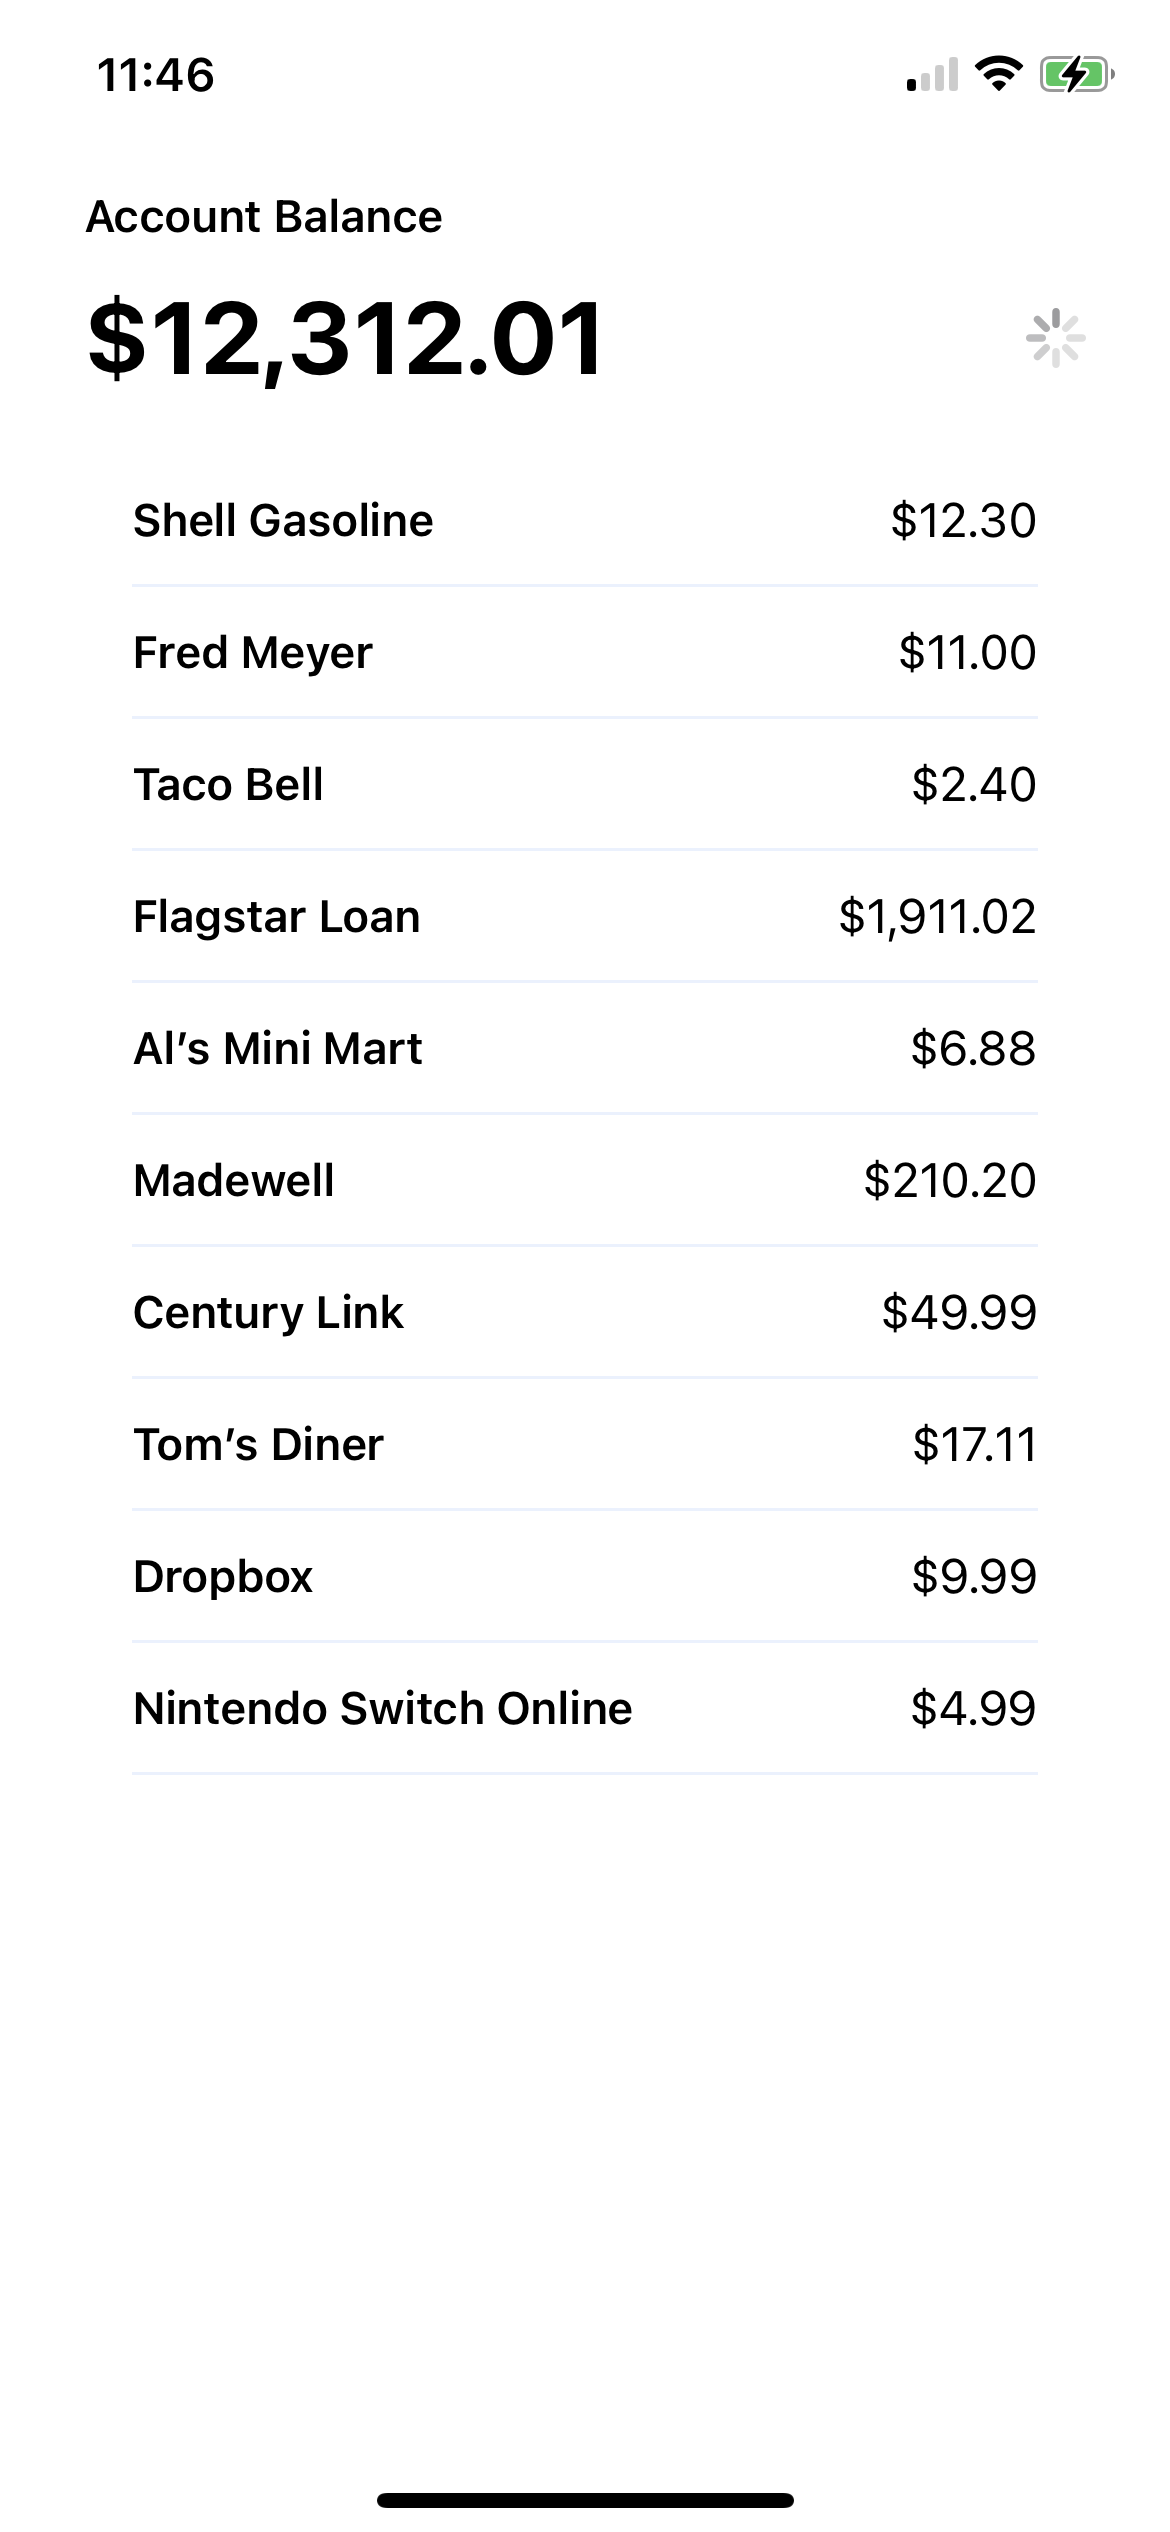 11:46
Account Balance
$12,312.01
Shell Gasoline $12.30
Fred Meyer $11.00
Taco Bell $2.40
Flagstar Loan $1,911.02
Al’s Mini Mart $6.88
Madewell $210.20
Century Link $49.99
Tom’s Diner $17.11
Dropbox $9.99
Nintendo Switch Online $4.99